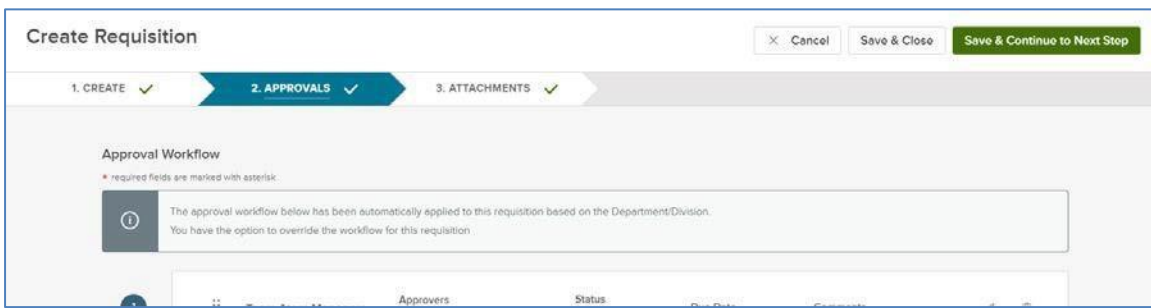 Create Requisition
× Cancel Save & Close Save & Continue to Next Step
1. CREATE 2. APPROVALS 3. ATTACHMENTS
Approval Workflow
* required fields are marked with asterisk
The approval workflow below has been automatically applied to this requisition based on the Department/Division.
You have the option to override the workflow for this requisition
Approvers Status Due Date Comments